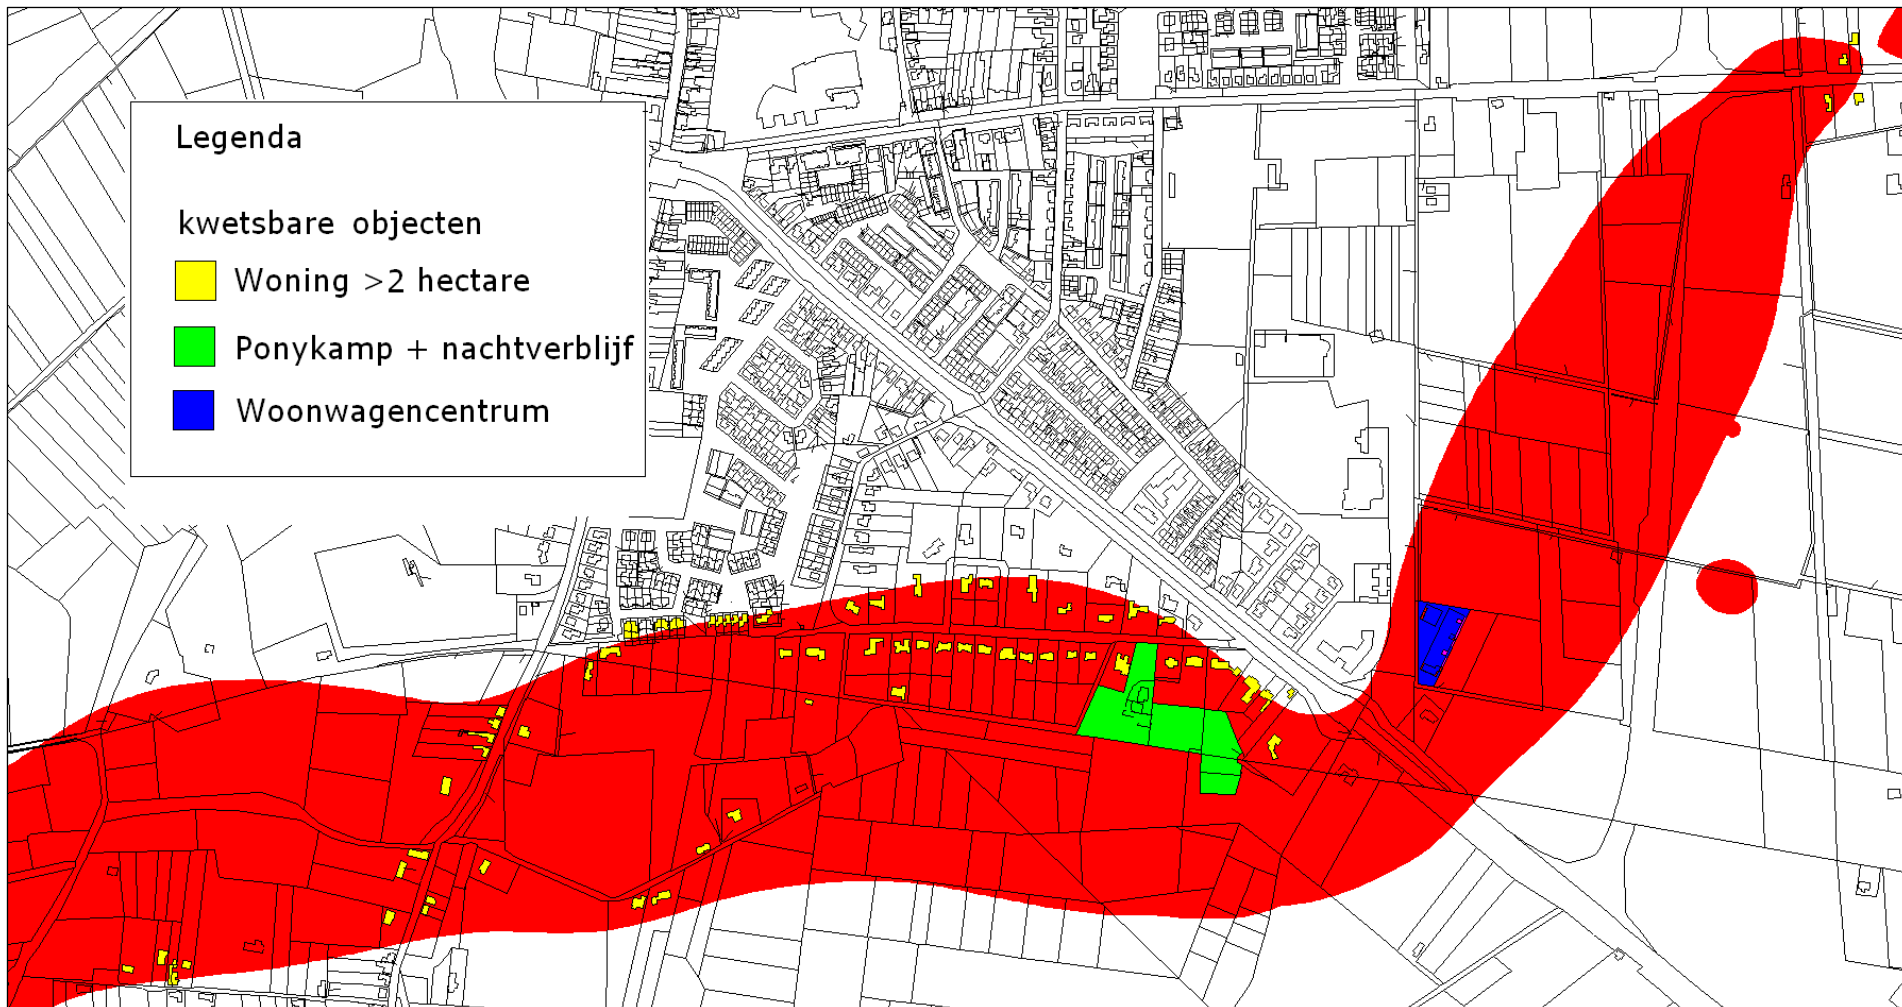 Legenda
kwetsbare objecten
Woning >2 hectare
Ponykamp + nachtverblijf
Woonwagencentrum